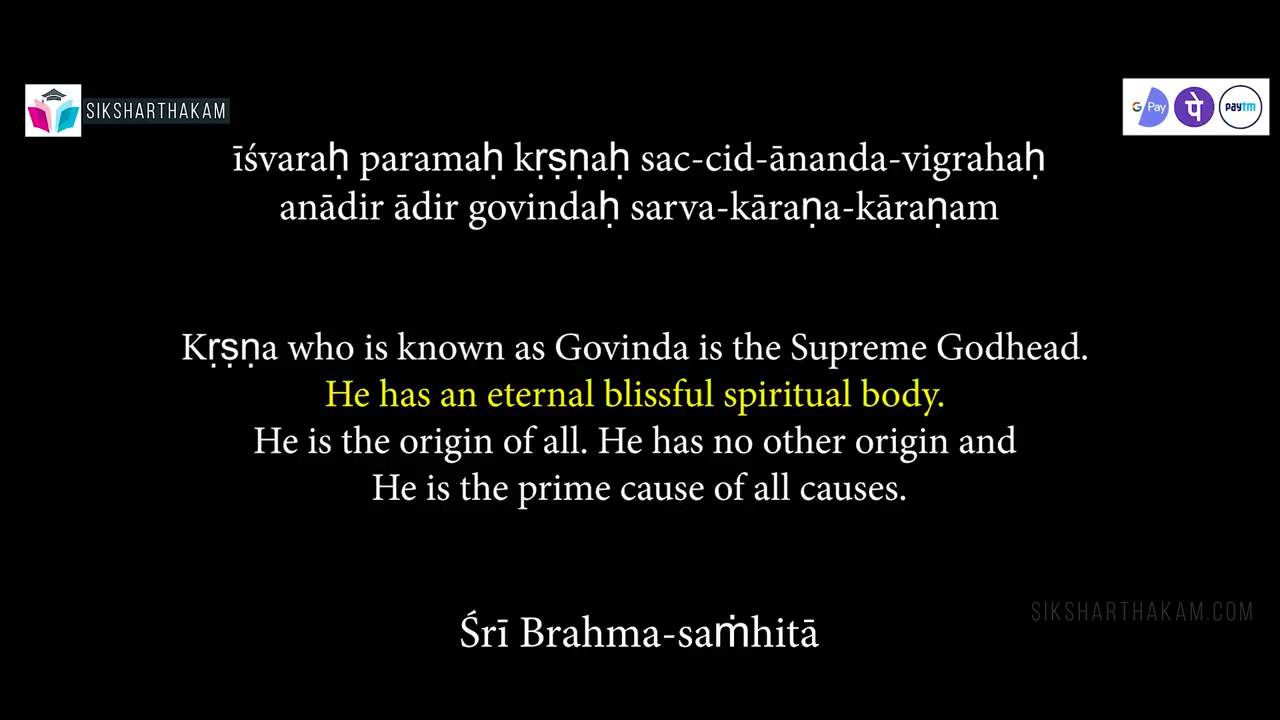 SIKSHARTHAKAM
G Pay पे paytm
īśvaraḥ paramaḥ kṛṣṇaḥ sac-cid-ānanda-vigrahaḥ
anādir ādir govindaḥ sarva-kāraṇa-kāraṇam
Kṛṣṇa who is known as Govinda is the Supreme Godhead.
He has an eternal blissful spiritual body.
He is the origin of all. He has no other origin and
He is the prime cause of all causes.
SIKSHARTHAKAM.COM
Śrī Brahma-saṁhitā